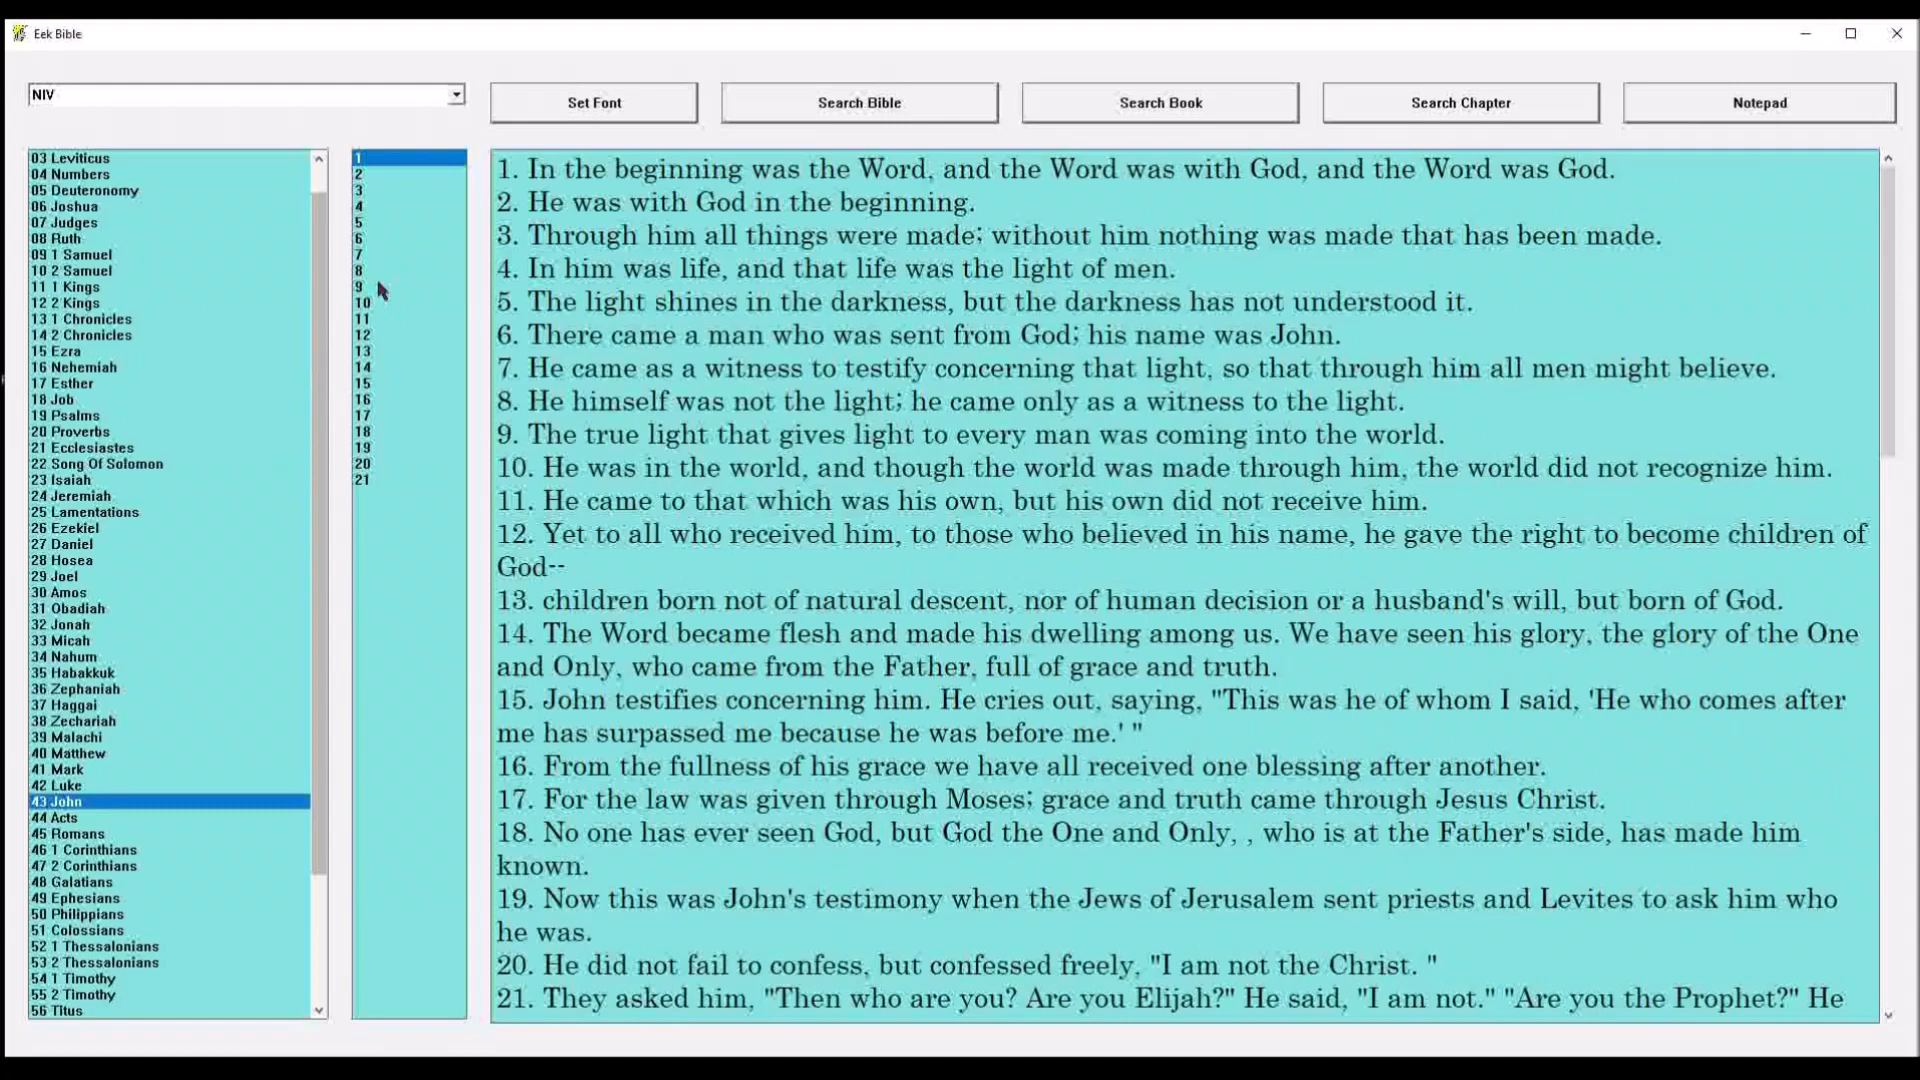 Eek Bible
NIV
Set Font
Search Bible
Search Book
Search Chapter
Notepad
03 Leviticus
04 Numbers
05 Deuteronomy
06 Joshua
07 Judges
08 Ruth
09 1 Samuel
10 2 Samuel
11 1 Kings
12 2 Kings
13 1 Chronicles
14 2 Chronicles
15 Ezra
16 Nehemiah
17 Esther
18 Job
19 Psalms
20 Proverbs
21 Ecclesiastes
22 Song Of Solomon
23 Isaiah
24 Jeremiah
25 Lamentations
26 Ezekiel
27 Daniel
28 Hosea
29 Joel
30 Amos
31 Obadiah
32 Jonah
33 Micah
34 Nahum
35 Habakkuk
36 Zephaniah
37 Haggai
38 Zechariah
39 Malachi
40 Matthew
41 Mark
42 Luke
43 John
44 Acts
45 Romans
46 1 Corinthians
47 2 Corinthians
48 Galatians
49 Ephesians
50 Philippians
51 Colossians
52 1 Thessalonians
53 2 Thessalonians
54 1 Timothy
55 2 Timothy
56 Titus
1
2
3
4
5
6
7
8
9
10
11
12
13
14
15
16
17
18
19
20
21
1. In the beginning was the Word, and the Word was with God, and the Word was God.
2. He was with God in the beginning.
3. Through him all things were made; without him nothing was made that has been made.
4. In him was life, and that life was the light of men.
5. The light shines in the darkness, but the darkness has not understood it.
6. There came a man who was sent from God; his name was John.
7. He came as a witness to testify concerning that light, so that through him all men might believe.
8. He himself was not the light; he came only as a witness to the light.
9. The true light that gives light to every man was coming into the world.
10. He was in the world, and though the world was made through him, the world did not recognize him.
11. He came to that which was his own, but his own did not receive him.
12. Yet to all who received him, to those who believed in his name, he gave the right to become children of
God--
13. children born not of natural descent, nor of human decision or a husband's will, but born of God.
14. The Word became flesh and made his dwelling among us. We have seen his glory, the glory of the One
and Only, who came from the Father, full of grace and truth.
15. John testifies concerning him. He cries out, saying, "This was he of whom I said, 'He who comes after
me has surpassed me because he was before me.' "
16. From the fullness of his grace we have all received one blessing after another.
17. For the law was given through Moses; grace and truth came through Jesus Christ.
18. No one has ever seen God, but God the One and Only, , who is at the Father's side, has made him
known.
19. Now this was John's testimony when the Jews of Jerusalem sent priests and Levites to ask him who
he was.
20. He did not fail to confess, but confessed freely, "I am not the Christ. "
21. They asked him, "Then who are you? Are you Elijah?" He said, "I am not." "Are you the Prophet?" He